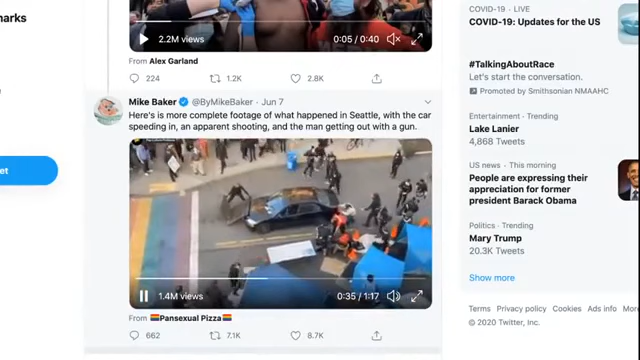 arks
et
2.2M views
0:05 / 0:40
From Alex Garland
224 1.2K 2.8K
Mike Baker @ByMikeBaker · Jun 7
Here's is more complete footage of what happened in Seattle, with the car
speeding in, an apparent shooting, and the man getting out with a gun.
1.4M views
0:35 / 1:17
From Pansexual Pizza
662 7.1K 8.7K
COVID-19 · LIVE
COVID-19: Updates for the US
#TalkingAboutRace
Let's start the conversation.
Promoted by Smithsonian NMAAHC
Entertainment · Trending
Lake Lanier
4,868 Tweets
US news · This morning
People are expressing their
appreciation for former
president Barack Obama
Politics · Trending
Mary Trump
20.3K Tweets
Show more
Terms Privacy policy Cookies Ads info More
© 2020 Twitter, Inc.